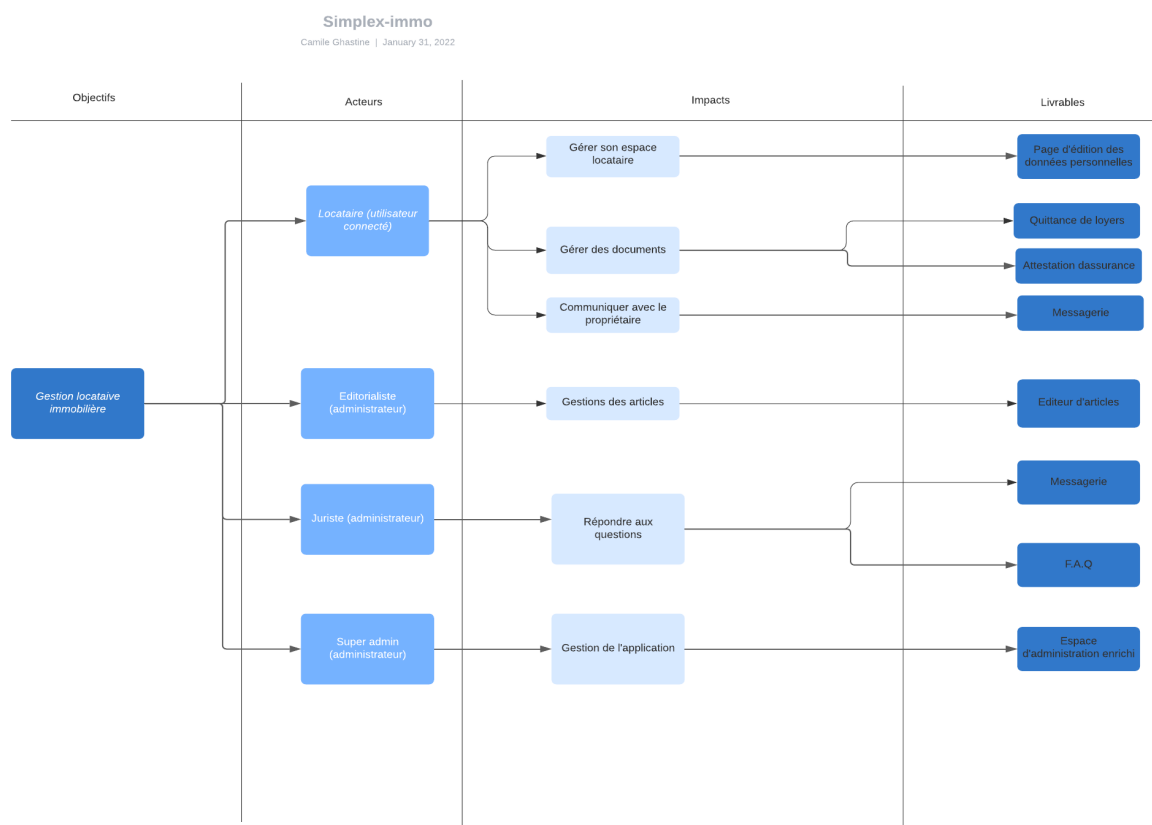 Simplex-immo
Camile Ghastine | January 31, 2022
Objectifs
Acteurs
Impacts
Livrables
Gérer son espace
locataire
Page d'édition des
données personnelles
Locataire (utilisateur
connecté)
Quittance de loyers
Gérer des documents
Attestation dassurance
Communiquer avec le
propriétaire
Messagerie
Gestion locataive
immobilière
Editorialiste
(administrateur)
Gestions des articles
Editeur d'articles
Messagerie
Juriste (administrateur)
Répondre aux
questions
F.A.Q
Super admin
(administrateur)
Gestion de l'application
Espace
d'administration enrichi